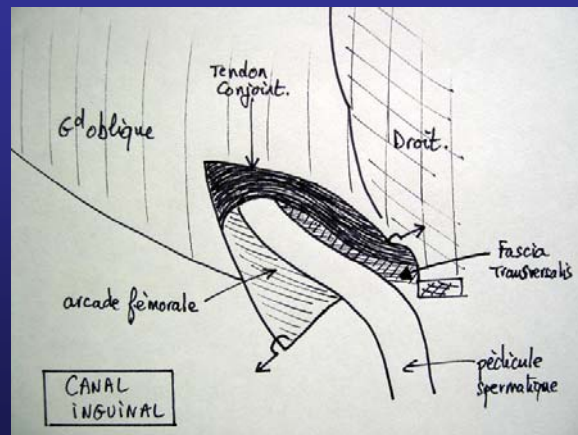 Tendon
Conjoint.
Gd oblique
Droit.
Fascia
Transversalis
arcade fémorale
pédicule
spermatique
CANAL
INGUINAL